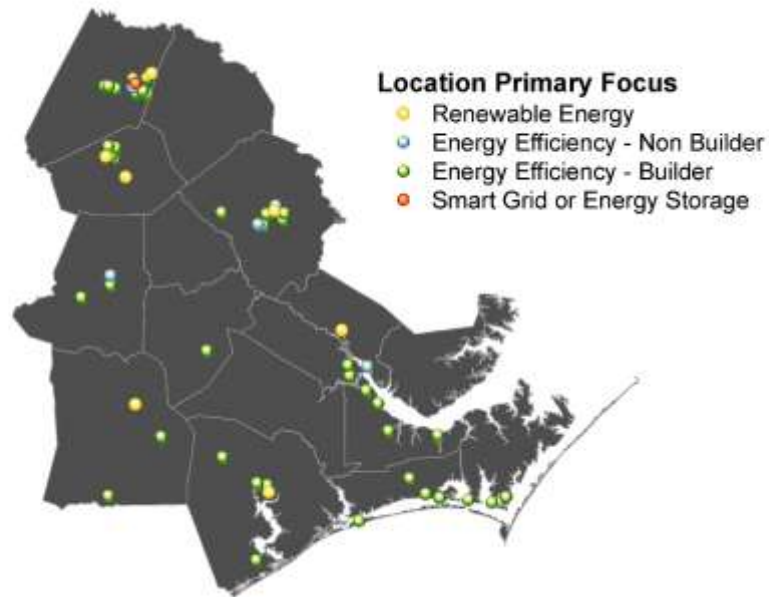 Location Primary Focus
Renewable Energy
Energy Efficiency - Non Builder
Energy Efficiency - Builder
Smart Grid or Energy Storage